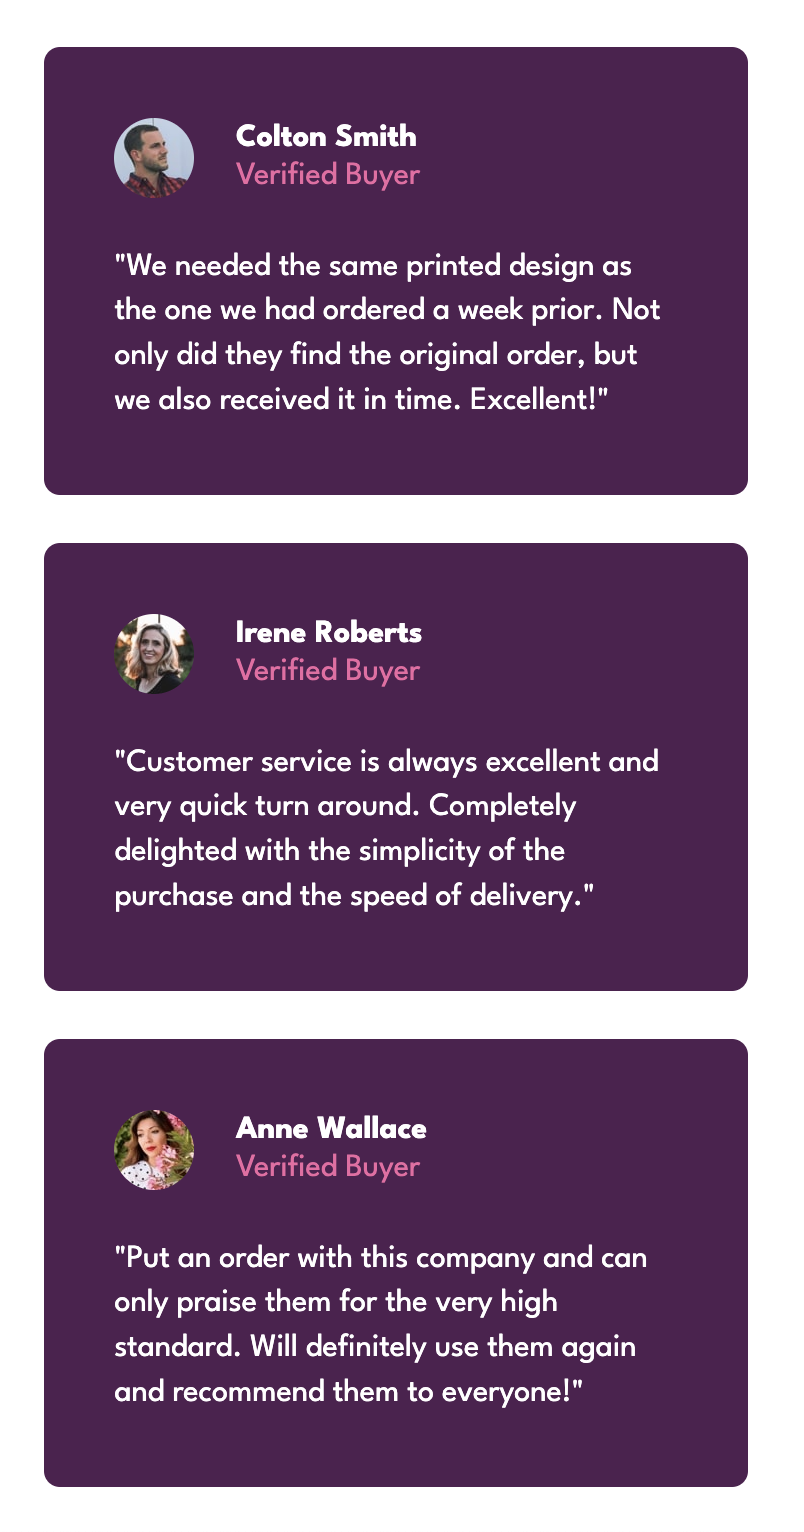 Colton Smith
Verified Buyer
"We needed the same printed design as
the one we had ordered a week prior. Not
only did they find the original order, but
we also received it in time. Excellent!"
Irene Roberts
Verified Buyer
"Customer service is always excellent and
very quick turn around. Completely
delighted with the simplicity of the
purchase and the speed of delivery."
Anne Wallace
Verified Buyer
"Put an order with this company and can
only praise them for the very high
standard. Will definitely use them again
and recommend them to everyone!"